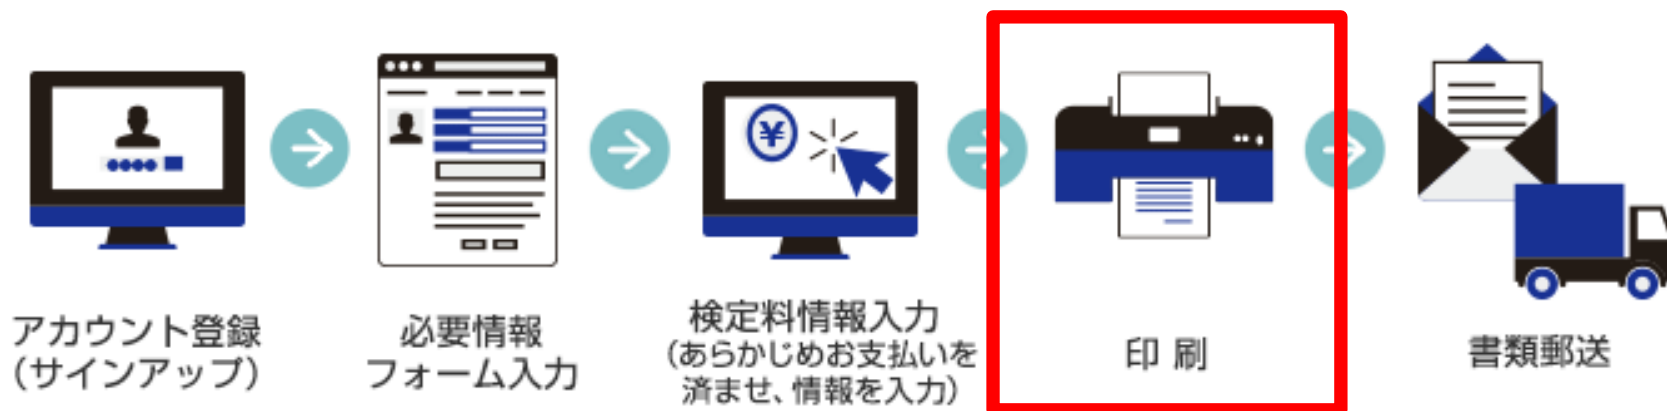 アカウント登録
(サインアップ)
必要情報
フォーム入力
¥
検定料情報入力
(あらかじめお支払いを
済ませ、情報を入力)
印 刷
書類郵送